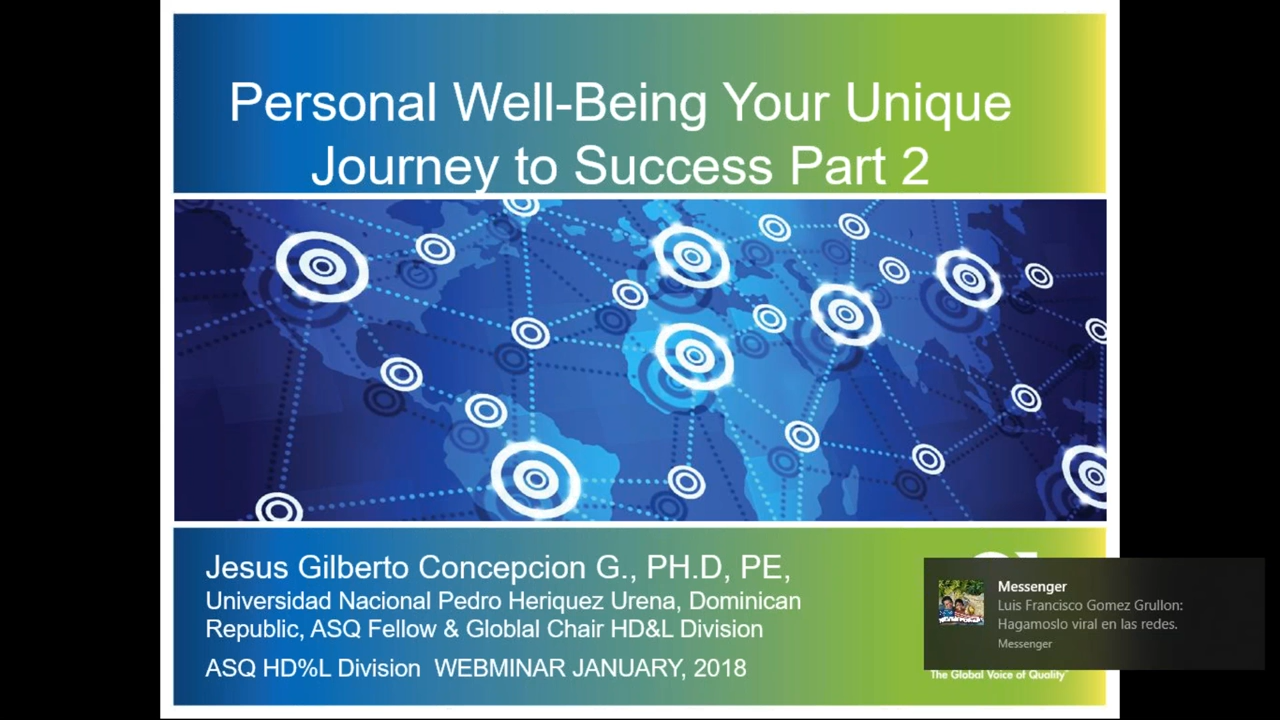 Personal Well-Being Your Unique
Journey to Success Part 2
Jesus Gilberto Concepcion G., PH.D, PE,
Universidad Nacional Pedro Heriquez Urena, Dominican
Republic, ASQ Fellow & Globlal Chair HD&L Division
ASQ HD%L Division WEBMINAR JANUARY, 2018
Messenger
Luis Francisco Gomez Grullon:
Hagamoslo viral en las redes.
Messenger
The Global Voice of Quality™